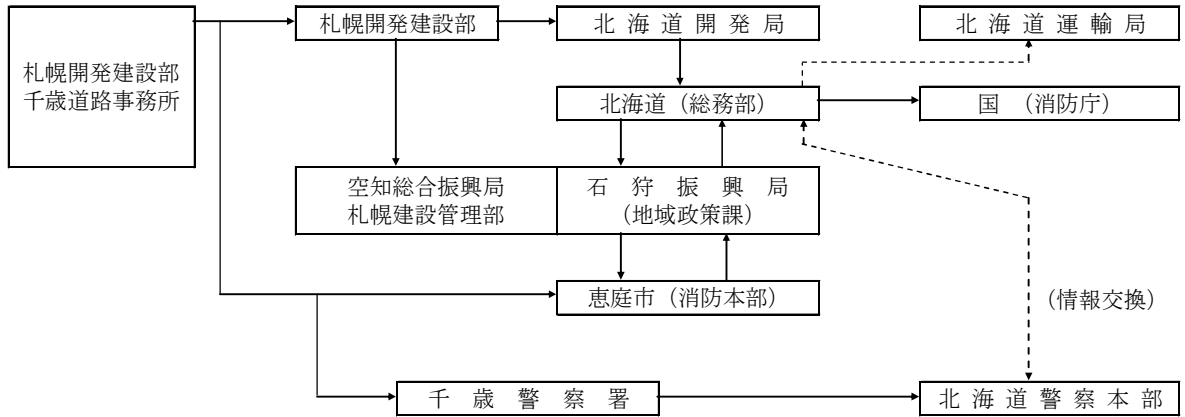 札幌開発建設部
北海道開発局
北海道運輸局
札幌開発建設部
千歳道路事務所
北海道（総務部）
国（消防庁）
空知総合振興局
札幌建設管理部
石狩振興局
（地域政策課）
恵庭市（消防本部）
（情報交換）
千歳警察署
北海道警察本部